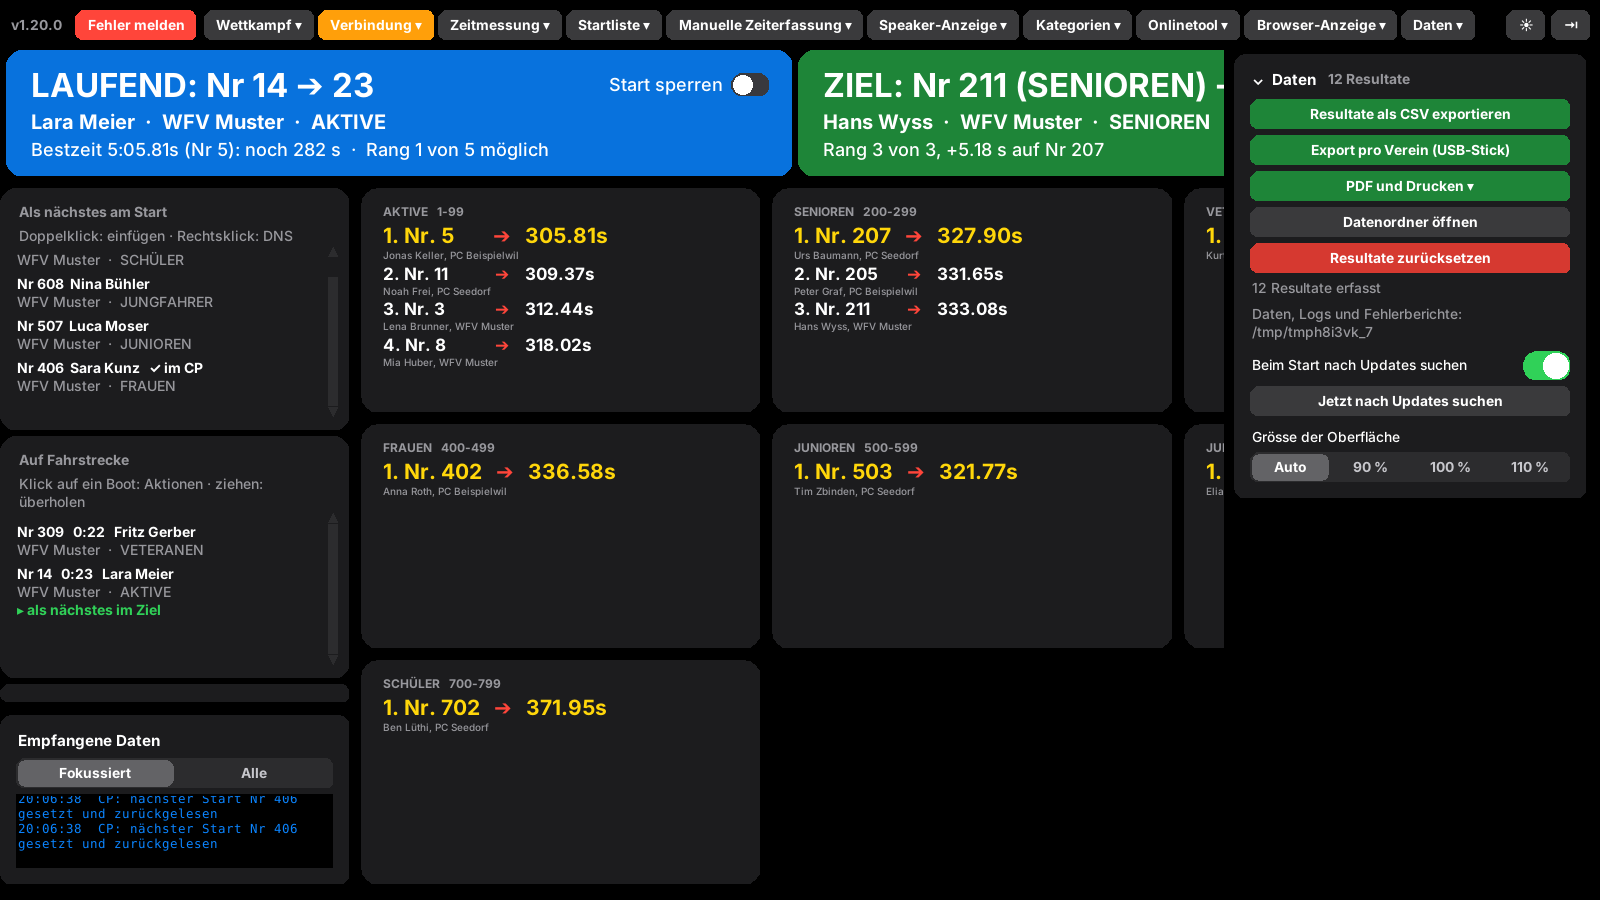 v1.20.0 Fehler melden Wettkampf ▾ Verbindung ▾ Zeitmessung ▾ Startliste ▾ Manuelle Zeiterfassung ▾ Speaker-Anzeige ▾ Kategorien ▾ Onlinetool ▾ Browser-Anzeige ▾ Daten ▾
LAUFEND: Nr 14 ➔ 23
Start sperren
Lara Meier · WFV Muster · AKTIVE
Bestzeit 5:05.81s (Nr 5): noch 282 s · Rang 1 von 5 möglich
ZIEL: Nr 211 (SENIOREN)
Hans Wyss · WFV Muster · SENIOREN
Rang 3 von 3, +5.18 s auf Nr 207
Als nächstes am Start
Doppelklick: einfügen · Rechtsklick: DNS
WFV Muster · SCHÜLER
Nr 608 Nina Bühler
WFV Muster · JUNGFAHRER
Nr 507 Luca Moser
WFV Muster · JUNIOREN
Nr 406 Sara Kunz ✓ im CP
WFV Muster · FRAUEN
Auf Fahrstrecke
Klick auf ein Boot: Aktionen · ziehen:
überholen
Nr 309 0:22 Fritz Gerber
WFV Muster · VETERANEN
Nr 14 0:23 Lara Meier
WFV Muster · AKTIVE
▸ als nächstes im Ziel
Empfangene Daten
Fokussiert Alle
20:06:38 CP: nächster Start Nr 406
gesetzt und zurückgelesen
20:06:38 CP: nächster Start Nr 406
gesetzt und zurückgelesen
AKTIVE 1-99
1. Nr. 5 ➔ 305.81s
Jonas Keller, PC Beispielwil
2. Nr. 11 ➔ 309.37s
Noah Frei, PC Seedorf
3. Nr. 3 ➔ 312.44s
Lena Brunner, WFV Muster
4. Nr. 8 ➔ 318.02s
Mia Huber, WFV Muster
SENIOREN 200-299
1. Nr. 207 ➔ 327.90s
Urs Baumann, PC Seedorf
2. Nr. 205 ➔ 331.65s
Peter Graf, PC Beispielwil
3. Nr. 211 ➔ 333.08s
Hans Wyss, WFV Muster
VET
1.
Kur
FRAUEN 400-499
1. Nr. 402 ➔ 336.58s
Anna Roth, PC Beispielwil
JUNIOREN 500-599
1. Nr. 503 ➔ 321.77s
Tim Zbinden, PC Seedorf
JU
1.
Elia
SCHÜLER 700-799
1. Nr. 702 ➔ 371.95s
Ben Lüthi, PC Seedorf
Daten 12 Resultate
Resultate als CSV exportieren
Export pro Verein (USB-Stick)
PDF und Drucken ▾
Datenordner öffnen
Resultate zurücksetzen
12 Resultate erfasst
Daten, Logs und Fehlerberichte:
/tmp/tmph8i3vk_7
Beim Start nach Updates suchen
Jetzt nach Updates suchen
Grösse der Oberfläche
Auto 90 % 100 % 110 %